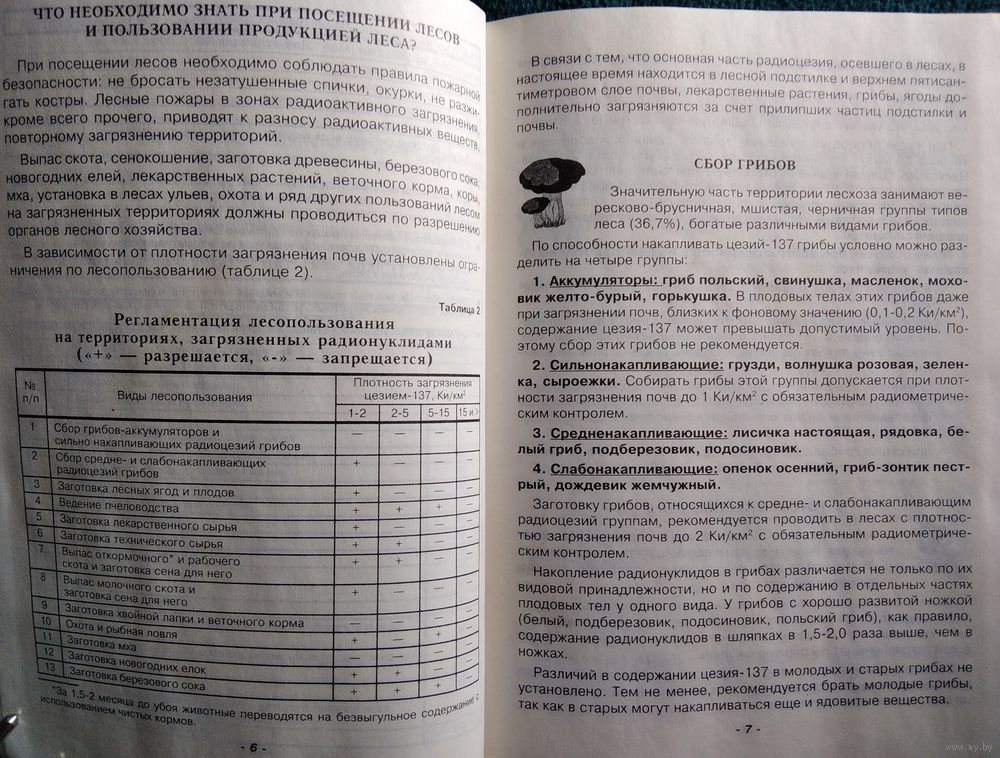 ЧТО НЕОБХОДИМО ЗНАТЬ ПРИ ПОСЕЩЕНИИ ЛЕСОВ
И ПОЛЬЗОВАНИИ ПРОДУКЦИЕЙ ЛЕСА?
При посещении лесов необходимо соблюдать правила пожарной
безопасности: не бросать незатушенные спички, окурки, не разжи-
гать костры. Лесные пожары в зонах радиоактивного загрязнения,
кроме всего прочего, приводят к разносу радиоактивных веществ,
повторному загрязнению территорий.
Выпас скота, сенокошение, заготовка древесины, березового сока,
новогодних елей, лекарственных растений, веточного корма, коры,
мха, установка в лесах ульев, охота и ряд других пользований лесом
на загрязненных территориях должны проводиться по разрешению
органов лесного хозяйства.
В зависимости от плотности загрязнения почв установлены огра-
ничения по лесопользованию (таблице 2).
Таблица 2
Регламентация лесопользования
на территориях, загрязненных радионуклидами
(«+» — разрешается, «-» — запрещается)
№ п/п Виды лесопользования Плотность загрязнения цезием-137, Ки/км²
1-2 2-5 5-15 15 и >
1 Сбор грибов-аккумуляторов и
сильно накапливающих радиоцезий грибов — — — —
2 Сбор средне- и слабонакапливающих
радиоцезий грибов + — — —
3 Заготовка лесных ягод и плодов + — — —
4 Ведение пчеловодства + + + —
5 Заготовка лекарственного сырья + — — —
6 Заготовка технического сырья + + — —
7 Выпас откормочного* и рабочего
скота и заготовка сена для него + + — —
8 Выпас молочного скота и
заготовка сена для него + — — —
9 Заготовка хвойной лапки и веточного корма
10 Охота и рыбная ловля
11 Заготовка мха
12 Заготовка новогодних елок
13 Заготовка березового сока
*За 1,5-2 месяца до убоя животные переводятся на безвыгульное содержание с
использованием чистых кормов.
- 6 -
В связи с тем, что основная часть радиоцезия, осевшего в лесах, в
настоящее время находится в лесной подстилке и верхнем пятисан-
тиметровом слое почвы, лекарственные растения, грибы, ягоды до-
полнительно загрязняются за счет прилипших частиц подстилки и
почвы.
СБОР ГРИБОВ
Значительную часть территории лесхоза занимают ве-
ресково-брусничная, мшистая, черничная группы типов
леса (36,7%), богатые различными видами грибов.
По способности накапливать цезий-137 грибы условно можно раз-
делить на четыре группы:
1. Аккумуляторы: гриб польский, свинушка, масленок, мохо-
вик желто-бурый, горькушка. В плодовых телах этих грибов даже
при загрязнении почв, близких к фоновому значению (0,1-0,2 Ки/км²),
содержание цезия-137 может превышать допустимый уровень. По-
этому сбор этих грибов не рекомендуется.
2. Сильнонакапливающие: грузди, волнушка розовая, зелен-
ка, сыроежки. Собирать грибы этой группы допускается при плот-
ности загрязнения почв до 1 Ки/км² с обязательным радиометриче-
ским контролем.
3. Средненакапливающие: лисичка настоящая, рядовка, бе-
лый гриб, подберезовик, подосиновик.
4. Слабонакапливающие: опенок осенний, гриб-зонтик пест-
рый, дождевик жемчужный.
Заготовку грибов, относящихся к средне- и слабонакапливающим
радиоцезий группам, рекомендуется проводить в лесах с плотнос-
тью загрязнения почв до 2 Ки/км² с обязательным радиометриче-
ским контролем.
Накопление радионуклидов в грибах различается не только по их
видовой принадлежности, но и по содержанию в отдельных частях
плодовых тел у одного вида. У грибов с хорошо развитой ножкой
(белый, подберезовик, подосиновик, польский гриб), как правило,
содержание радионуклидов в шляпках в 1,5-2,0 раза выше, чем в
ножках.
Различий в содержании цезия-137 в молодых и старых грибах не
установлено. Тем не менее, рекомендуется брать молодые грибы,
так как в старых могут накапливаться еще и ядовитые вещества.
- 7 -
www.ay.by